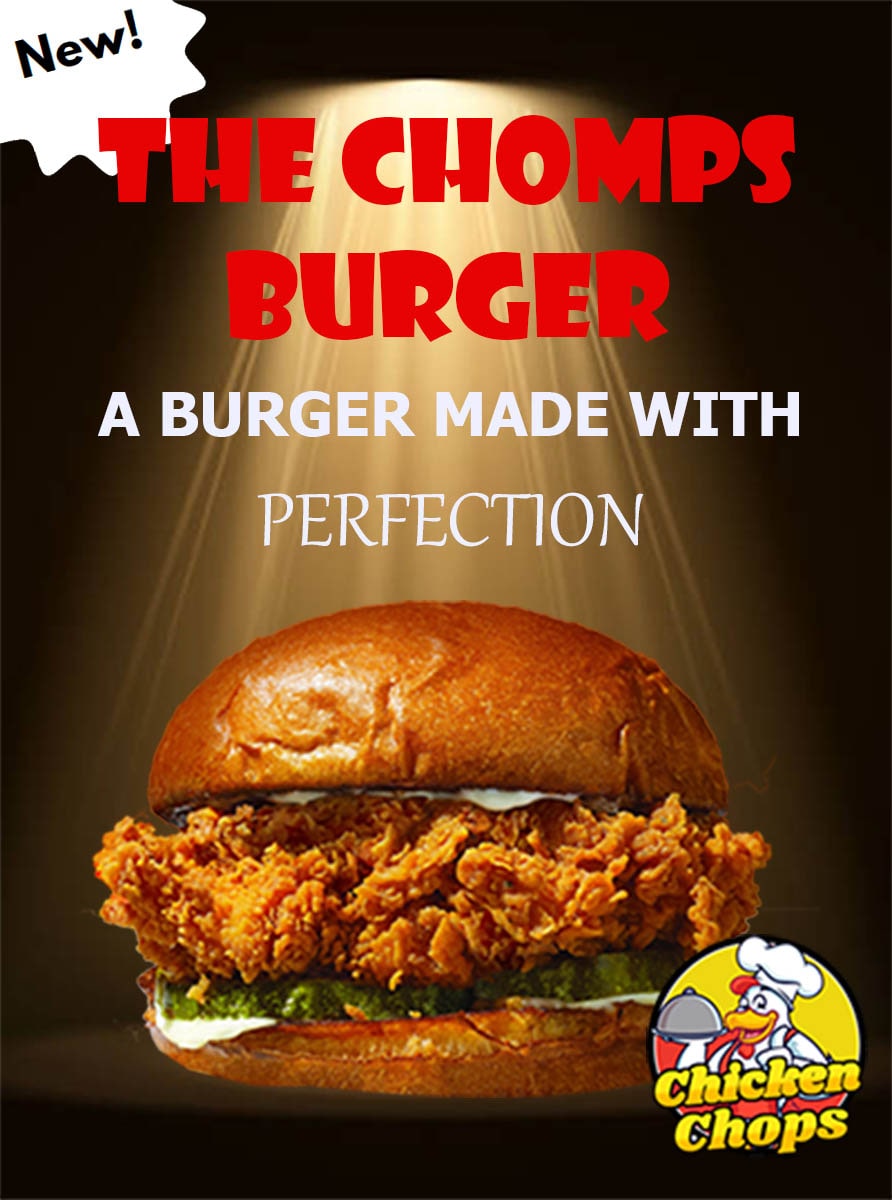 New!
THE CHOMPS
BURGER
A BURGER MADE WITH
PERFECTION
Chicken
Chops